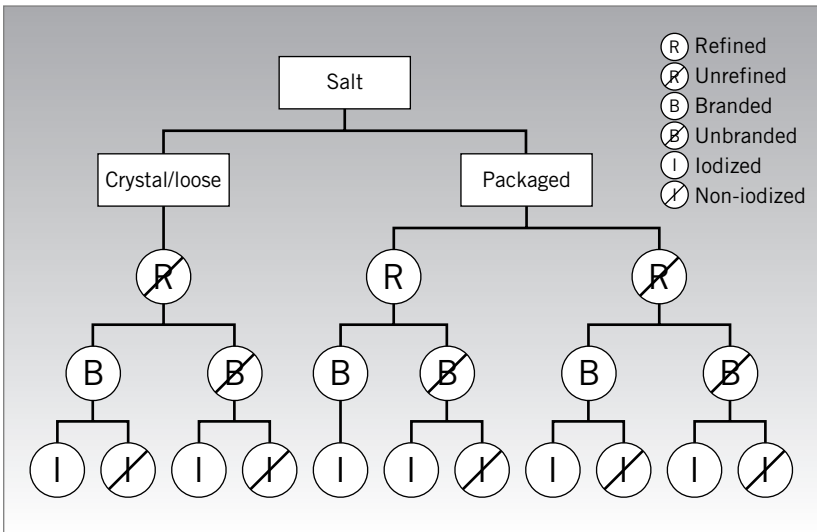 R Refined
R Unrefined
B Branded
B Unbranded
I Iodized
I Non-iodized
Salt
Crystal/loose Packaged
R R R
B B B B B B
I I I I I I I I I I I